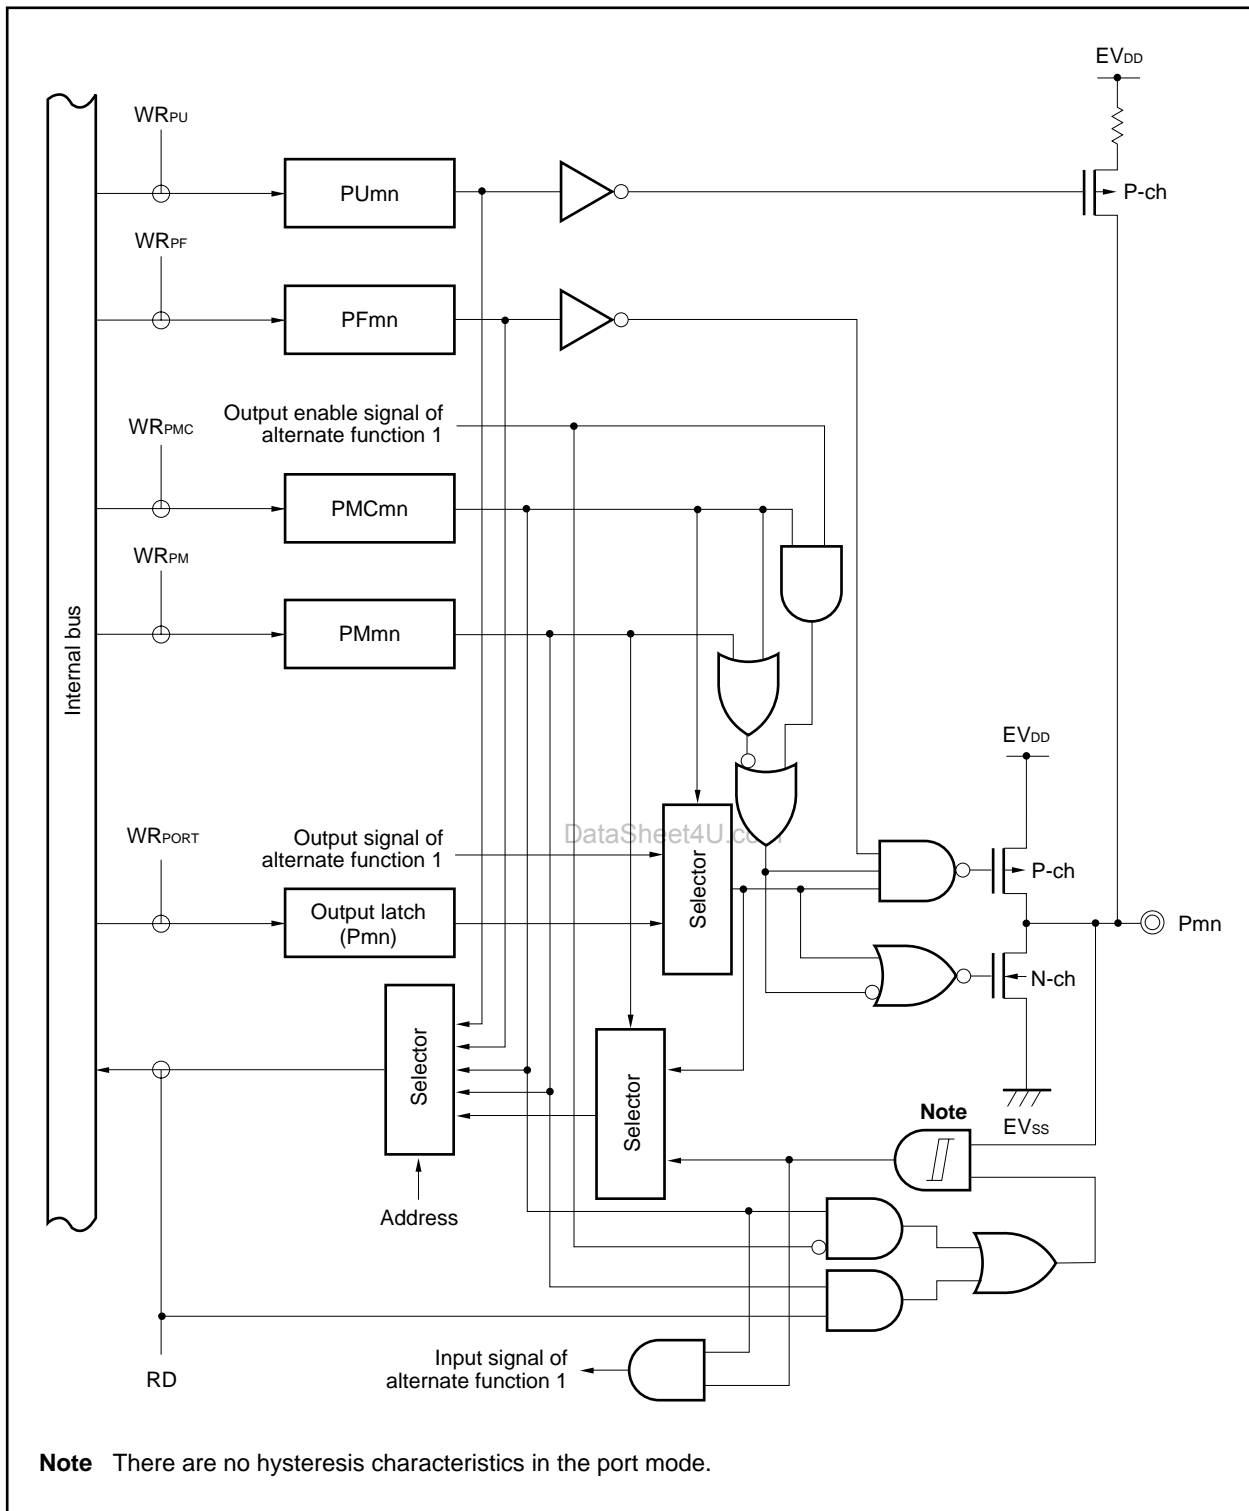 EVDD
WRPU
PUmn
P-ch
WRPF
PFmn
Output enable signal of
alternate function 1
WRPMC
PMCmn
WRPM
PMmn
Internal bus
EVDD
WRPORT
Output signal of
alternate function 1
DataSheet4U.com
Selector
P-ch
Output latch
(Pmn)
Pmn
N-ch
Selector
Selector
Note
EVSS
Address
Input signal of
alternate function 1
RD
Note There are no hysteresis characteristics in the port mode.